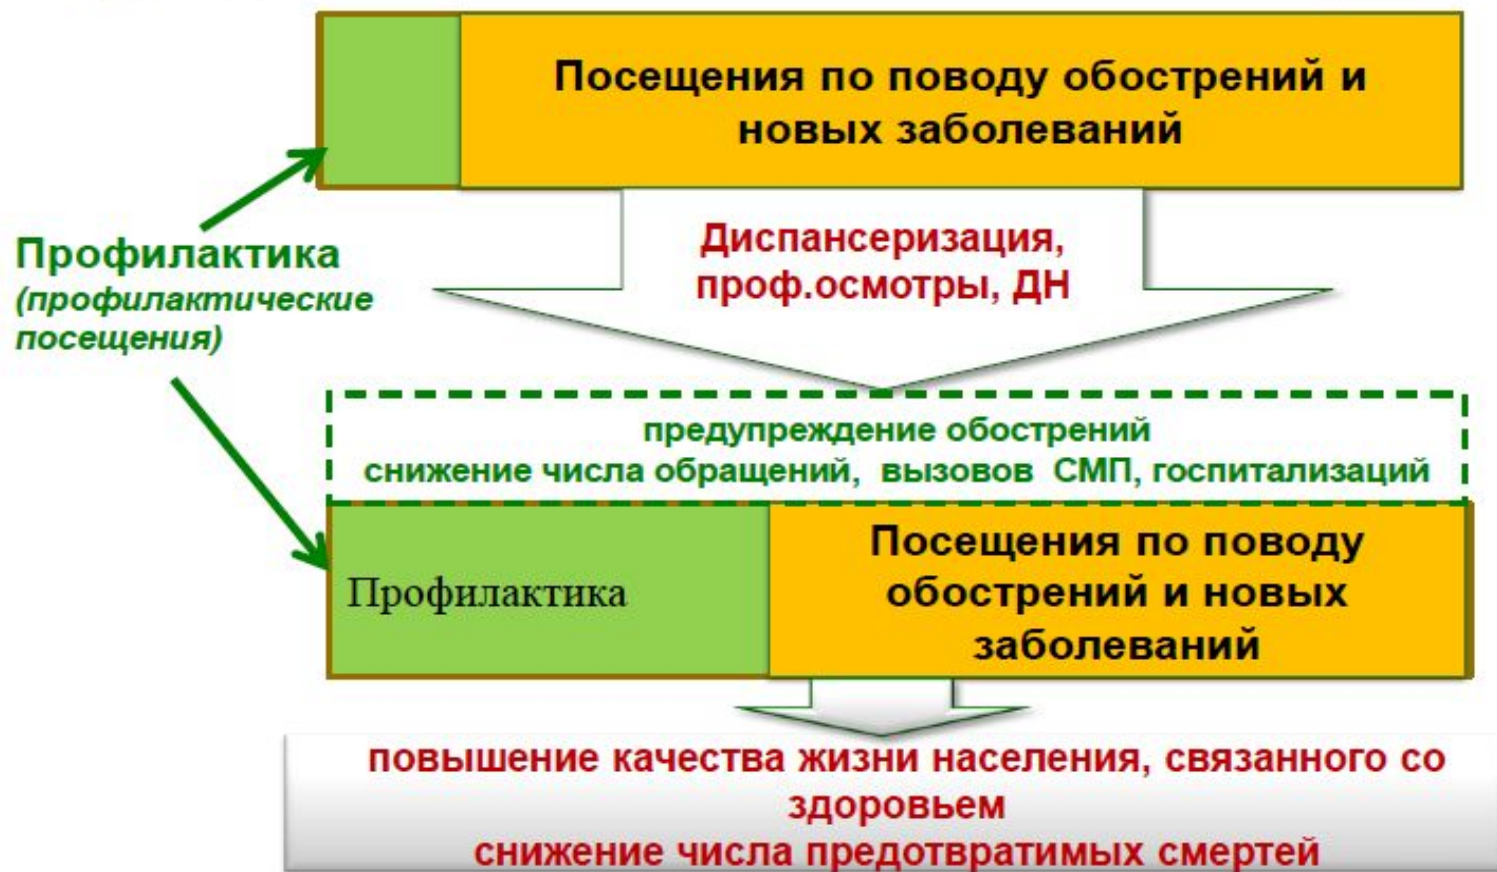 Посещения по поводу обострений и
новых заболеваний
Диспансеризация,
проф.осмотры, ДН
Профилактика
(профилактические
посещения)
предупреждение обострений
снижение числа обращений, вызовов СМП, госпитализаций
Профилактика
Посещения по поводу
обострений и новых
заболеваний
повышение качества жизни населения, связанного со
здоровьем
снижение числа предотвратимых смертей